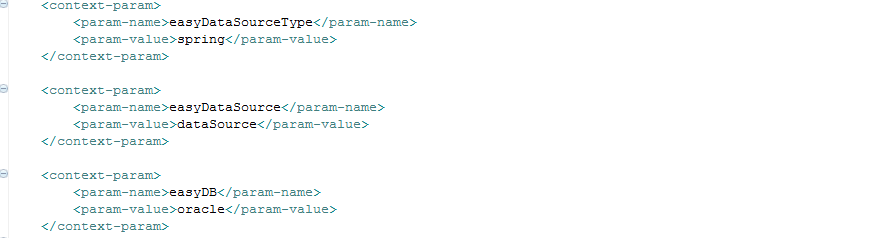 <context-param>
<param-name>easyDataSourceType</param-name>
<param-value>spring</param-value>
</context-param>
<context-param>
<param-name>easyDataSource</param-name>
<param-value>dataSource</param-value>
</context-param>
<context-param>
<param-name>easyDB</param-name>
<param-value>oracle</param-value>
</context-param>